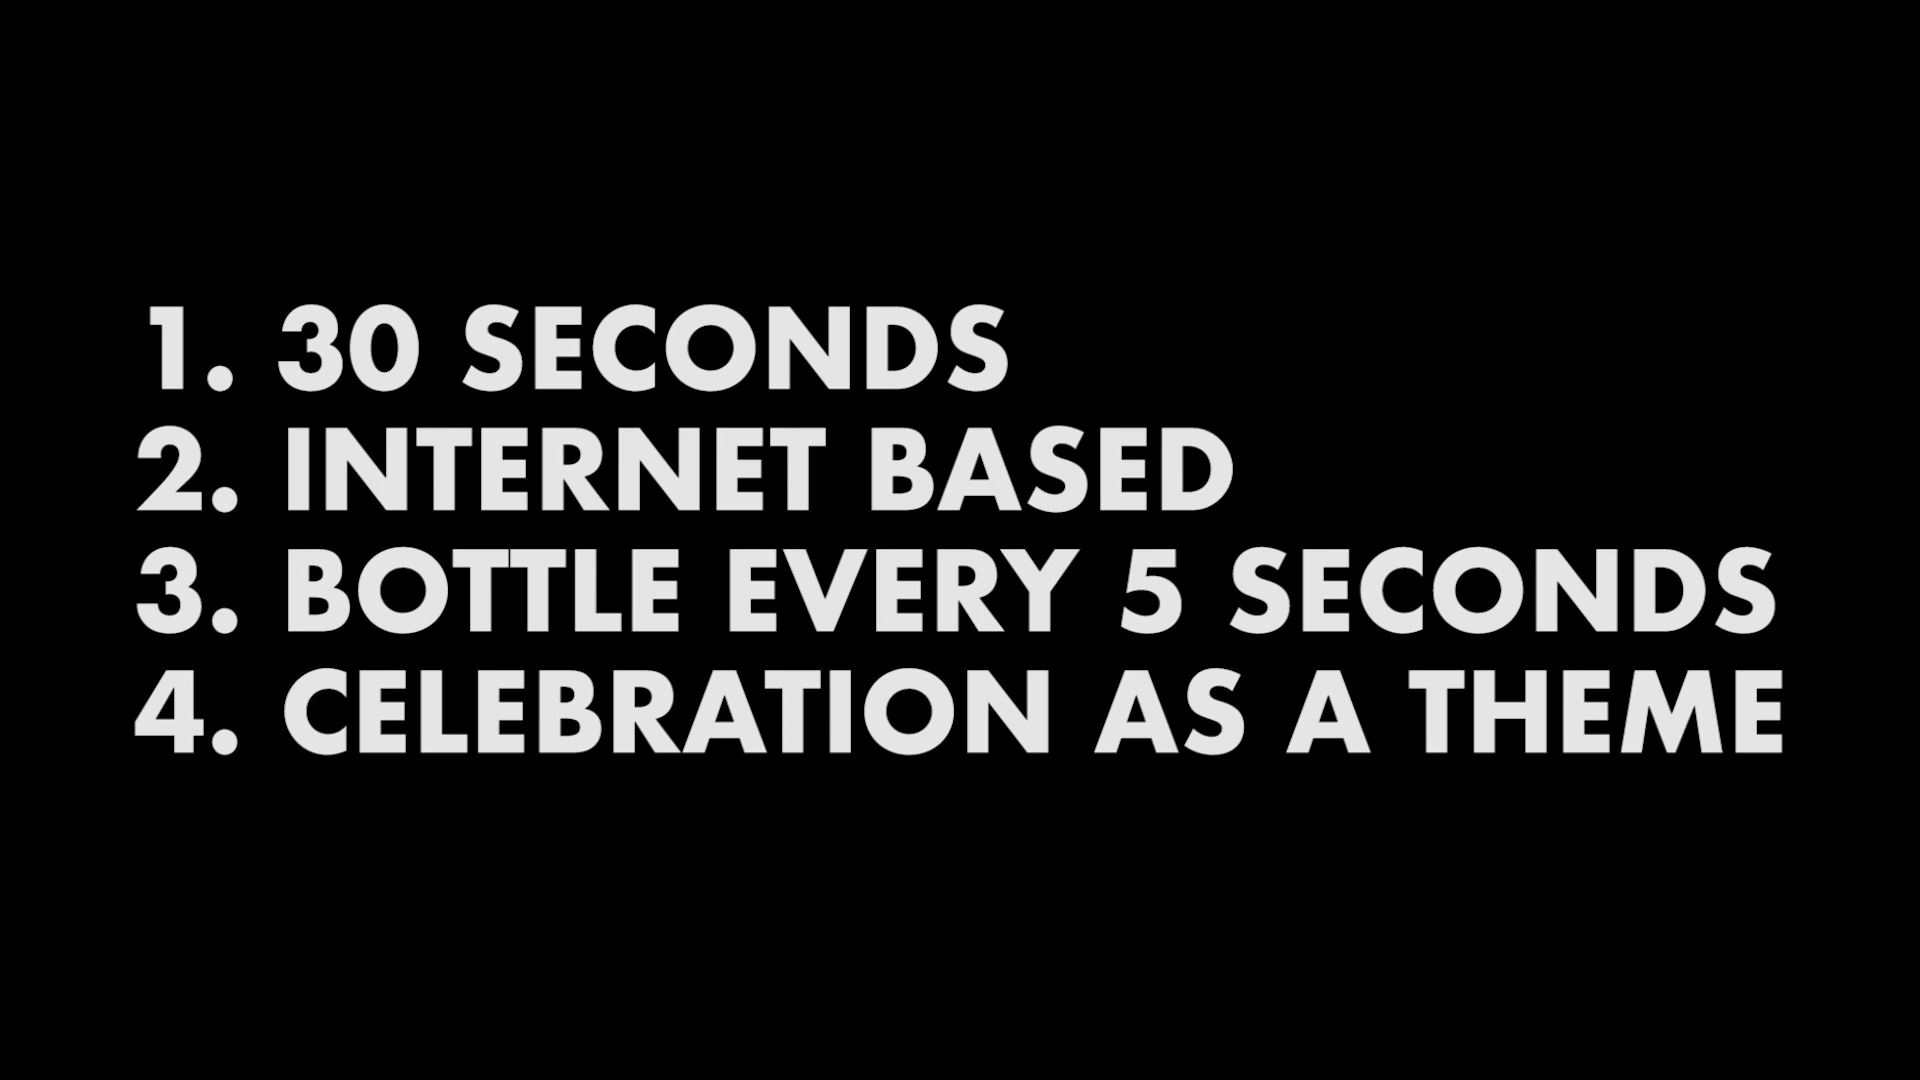 1. 30 SECONDS
2. INTERNET BASED
3. BOTTLE EVERY 5 SECONDS
4. CELEBRATION AS A THEME